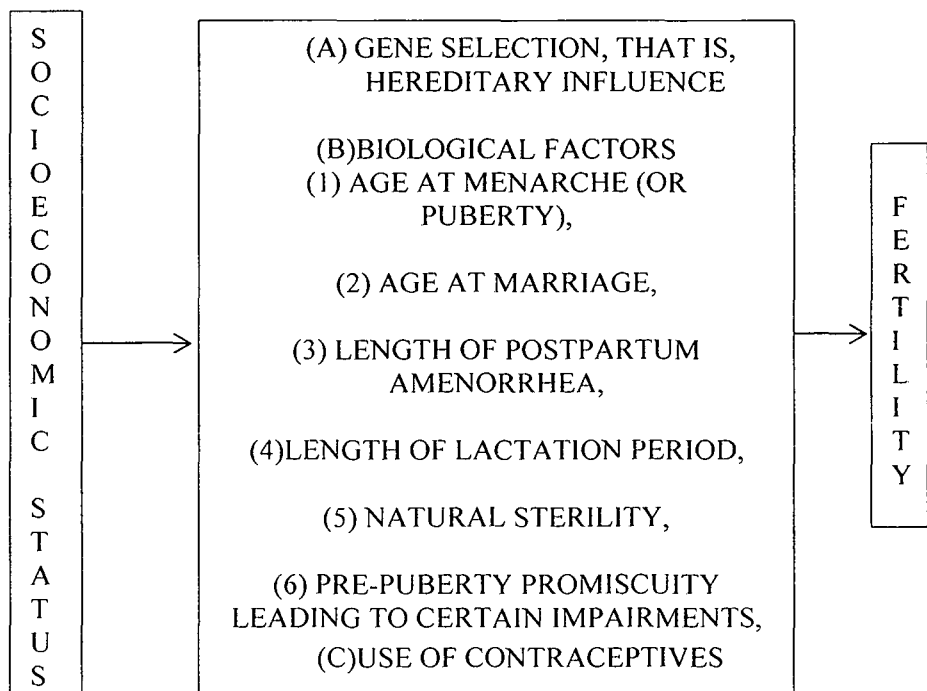 SOCIOECONOMIC STATUS
(A) GENE SELECTION, THAT IS,
HEREDITARY INFLUENCE
(B)BIOLOGICAL FACTORS
(1) AGE AT MENARCHE (OR
PUBERTY),
(2) AGE AT MARRIAGE,
(3) LENGTH OF POSTPARTUM
AMENORRHEA,
(4)LENGTH OF LACTATION PERIOD,
(5) NATURAL STERILITY,
(6) PRE-PUBERTY PROMISCUITY
LEADING TO CERTAIN IMPAIRMENTS,
(C)USE OF CONTRACEPTIVES
FERTILITY